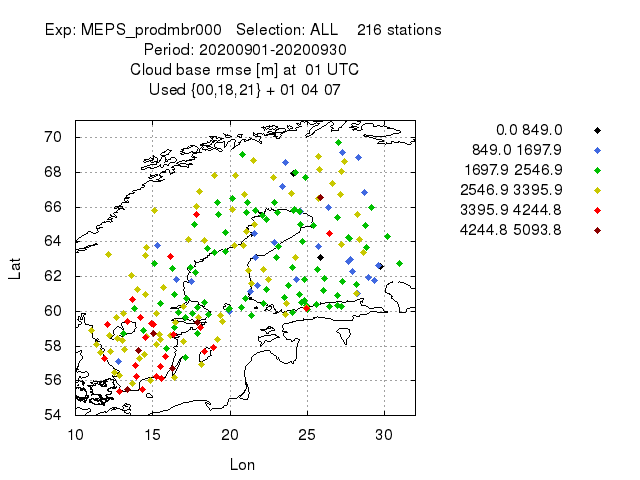 Exp: MEPS_prodmbr000 Selection: ALL 216 stations
Period: 20200901-20200930
Cloud base rmse [m] at 01 UTC
Used {00,18,21} + 01 04 07
0.0 849.0
849.0 1697.9
1697.9 2546.9
2546.9 3395.9
3395.9 4244.8
4244.8 5093.8
Lat
70
68
66
64
62
60
58
56
54
10 15 20 25 30
Lon